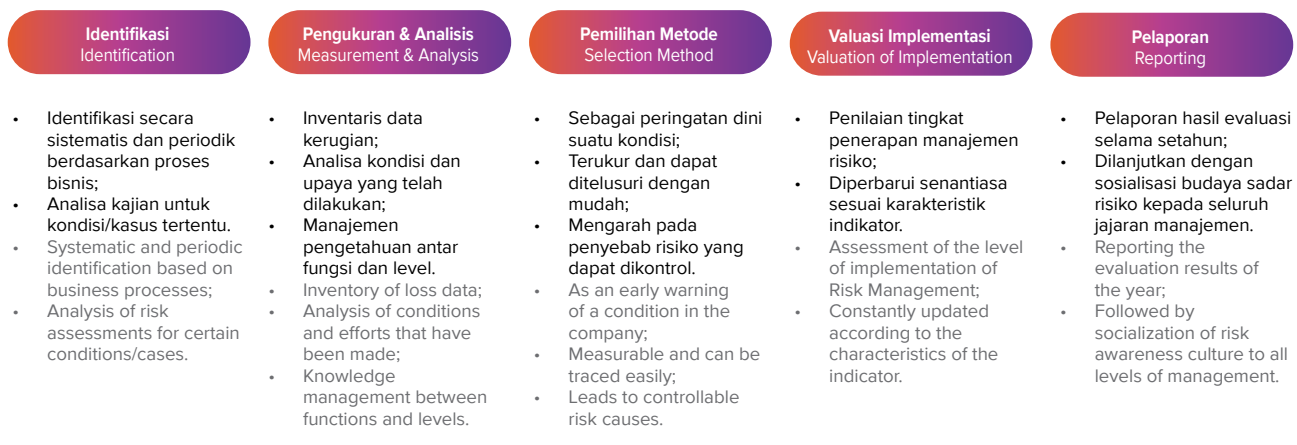 Identifikasi
Identification
• Identifikasi secara
sistematis dan periodik
berdasarkan proses
bisnis;
• Analisa kajian untuk
kondisi/kasus tertentu.
• Systematic and periodic
identification based on
business processes;
• Analysis of risk
assessments for certain
conditions/cases.
Pengukuran & Analisis
Measurement & Analysis
• Inventaris data
kerugian;
• Analisa kondisi dan
upaya yang telah
dilakukan;
• Manajemen
pengetahuan antar
fungsi dan level.
• Inventory of loss data;
• Analysis of conditions
and efforts that have
been made;
• Knowledge
management between
functions and levels.
Pemilihan Metode
Selection Method
• Sebagai peringatan dini
suatu kondisi;
• Terukur dan dapat
ditelusuri dengan
mudah;
• Mengarah pada
penyebab risiko yang
dapat dikontrol.
• As an early warning
of a condition in the
company;
• Measurable and can be
traced easily;
• Leads to controllable
risk causes.
Valuasi Implementasi
Valuation of Implementation
• Penilaian tingkat
penerapan manajemen
risiko;
• Diperbarui senantiasa
sesuai karakteristik
indikator.
• Assessment of the level
of implementation of
Risk Management;
• Constantly updated
according to the
characteristics of the
indicator.
Pelaporan
Reporting
• Pelaporan hasil evaluasi
selama setahun;
• Dilanjutkan dengan
sosialisasi budaya sadar
risiko kepada seluruh
jajaran manajemen.
• Reporting the
evaluation results of
the year;
• Followed by
socialization of risk
awareness culture to all
levels of management.